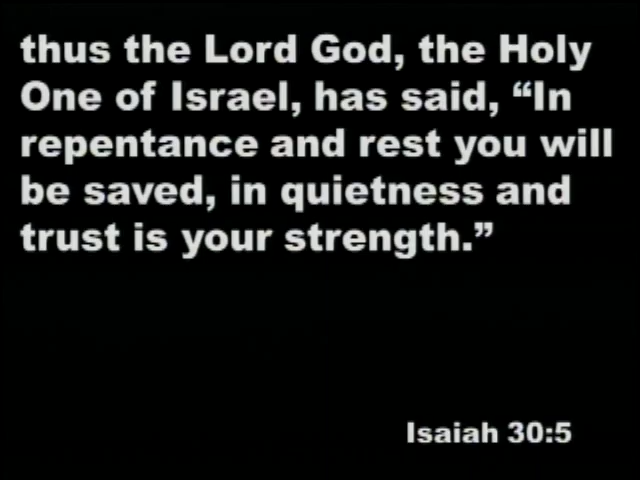 thus the Lord God, the Holy
One of Israel, has said, “In
repentance and rest you will
be saved, in quietness and
trust is your strength.”
Isaiah 30:5